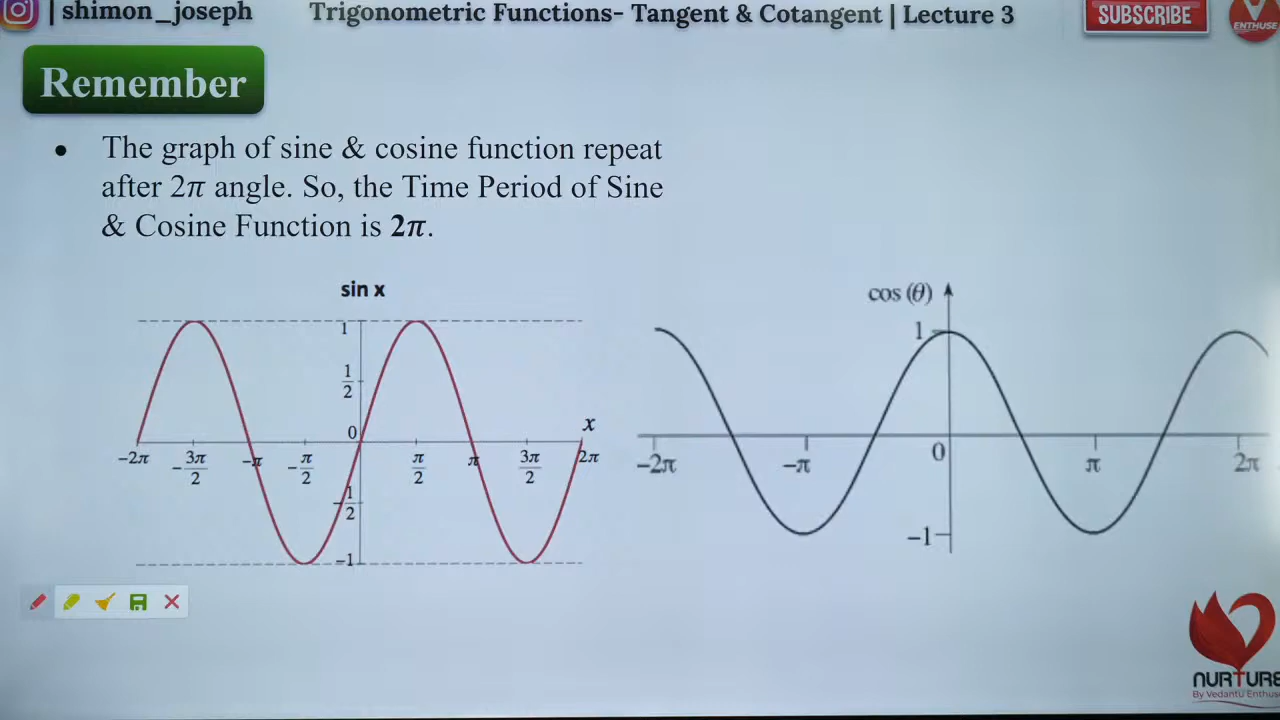 | shimon_joseph
Trigonometric Functions- Tangent & Cotangent | Lecture 3
SUBSCRIBE
ENTHUSE
Remember
• The graph of sine & cosine function repeat
after 2π angle. So, the Time Period of Sine
& Cosine Function is 2π.
sin x
1
1/2
0
x
-2π
-3π/2
-π
-π/2
π/2
π
3π/2
2π
-1/2
-1
cos (θ)
1
-2π
-π
0
π
2π
-1
NURTURE
By Vedantu Enthuse